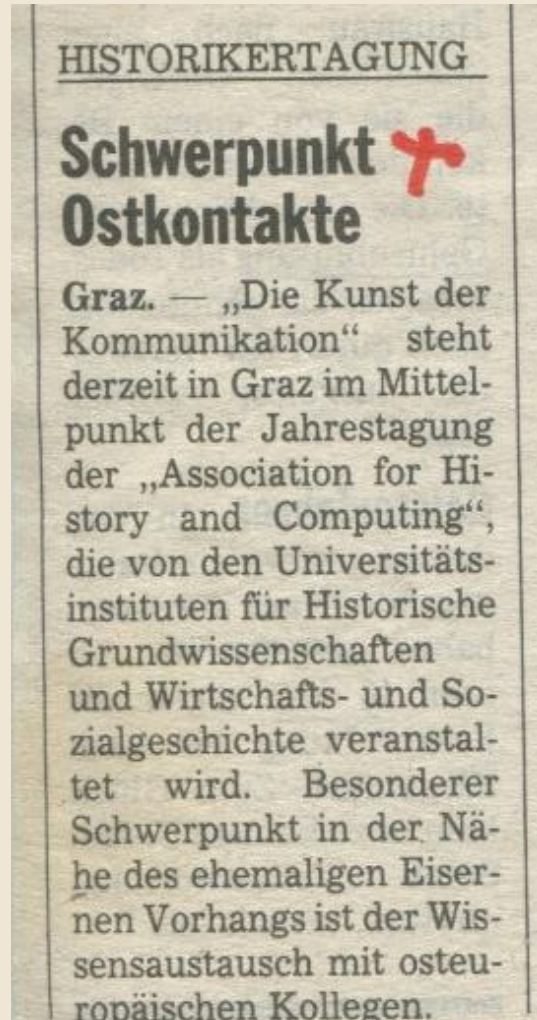 HISTORIKERTAGUNG
Schwerpunkt
Ostkontakte
Graz. — „Die Kunst der
Kommunikation“ steht
derzeit in Graz im Mittel-
punkt der Jahrestagung
der „Association for Hi-
story and Computing“,
die von den Universitäts-
instituten für Historische
Grundwissenschaften
und Wirtschafts- und So-
zialgeschichte veranstal-
tet wird. Besonderer
Schwerpunkt in der Nä-
he des ehemaligen Eiser-
nen Vorhangs ist der Wis-
sensaustausch mit osteu-
ropäischen Kollegen.